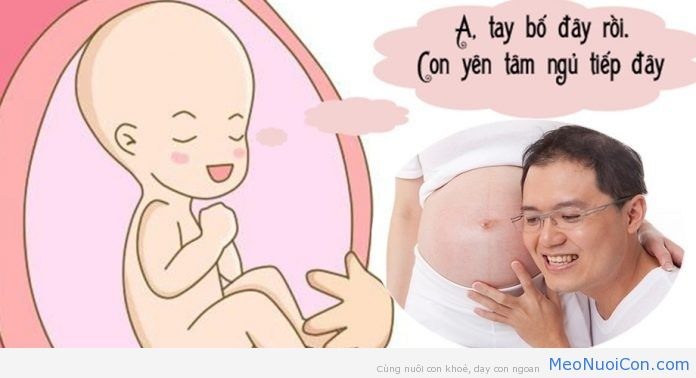 A, tay bố đây rồi.
Con yên tâm ngủ tiếp đây
Cùng nuôi con khoẻ, dạy con ngoan MeoNuoiCon.com